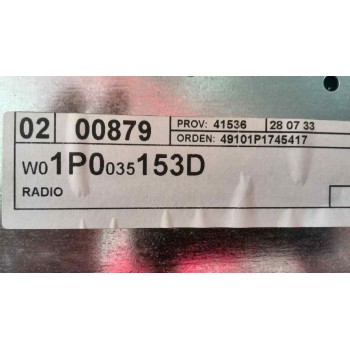 02 00879 PROV: 41536 28 07 33
ORDEN: 49101P1745417
W01P0035153D
RADIO